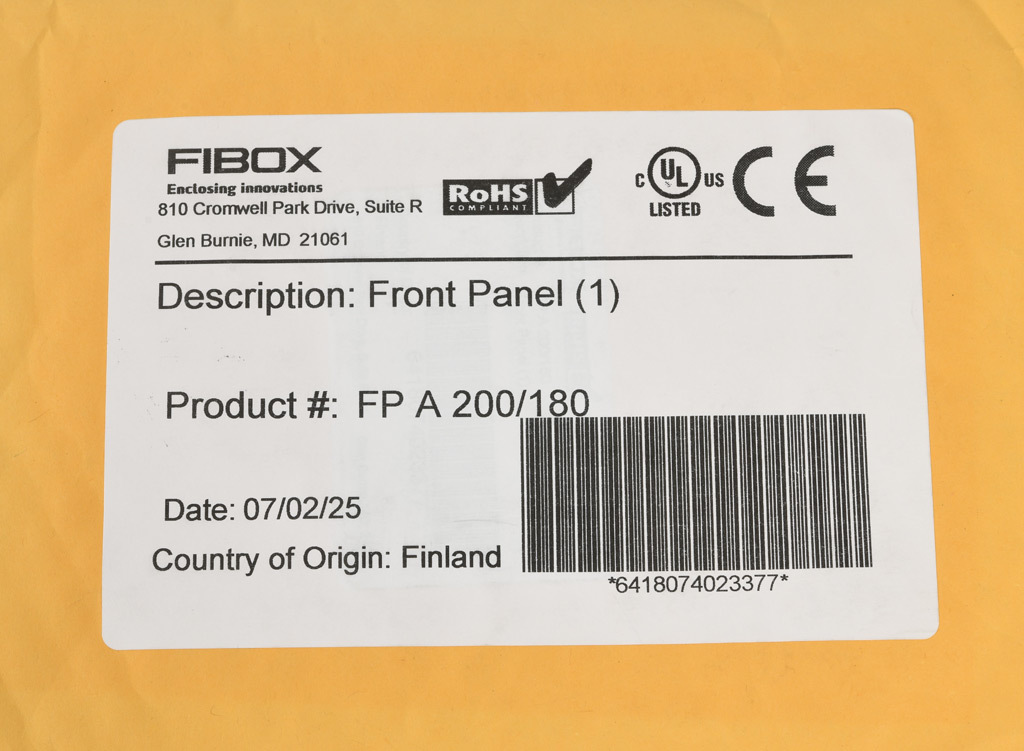 FIBOX
Enclosing innovations
810 Cromwell Park Drive, Suite R
Glen Burnie, MD 21061
RoHS
COMPLIANT
C UL US
LISTED
CE
Description: Front Panel (1)
Product #: FP A 200/180
Date: 07/02/25
Country of Origin: Finland
*6418074023377*